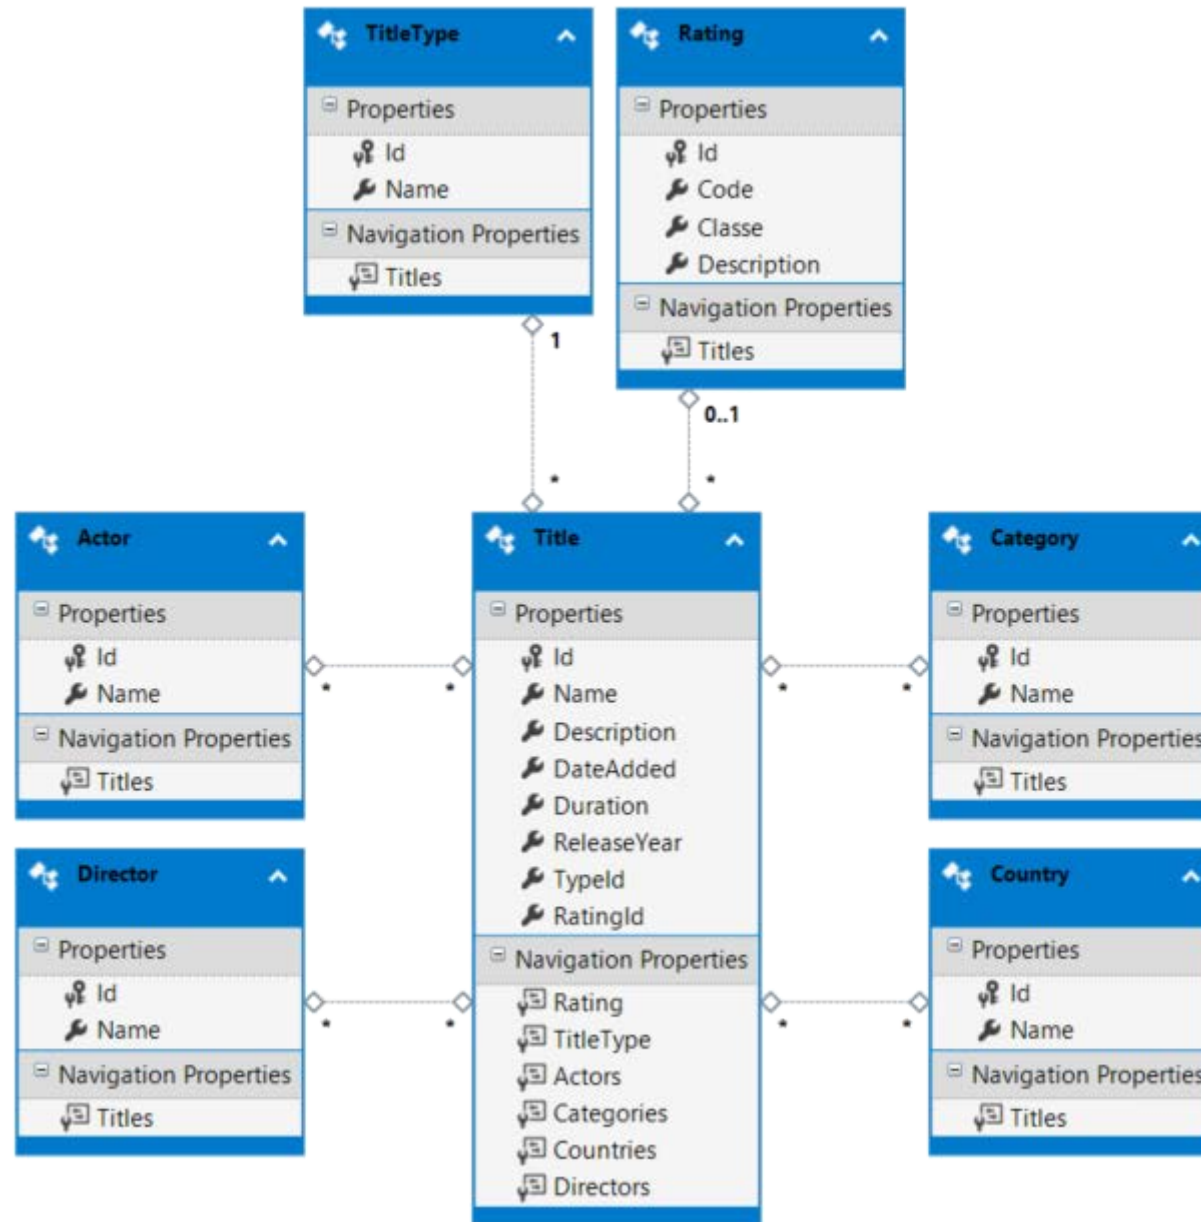 TitleType
Properties
Id
Name
Navigation Properties
Titles
Rating
Properties
Id
Code
Classe
Description
Navigation Properties
Titles
1
*
0..1
*
Actor
Properties
Id
Name
Navigation Properties
Titles
* *
Title
Properties
Id
Name
Description
DateAdded
Duration
ReleaseYear
TypeId
RatingId
Navigation Properties
Rating
TitleType
Actors
Categories
Countries
Directors
* *
Category
Properties
Id
Name
Navigation Properties
Titles
Director
Properties
Id
Name
Navigation Properties
Titles
* *
* *
Country
Properties
Id
Name
Navigation Properties
Titles